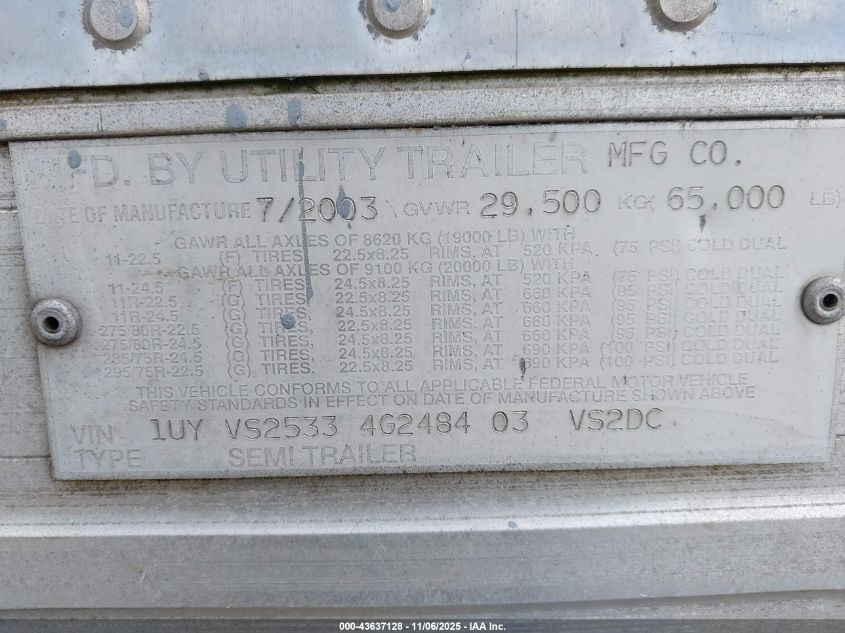 MFD. BY UTILITY TRAILER MFG CO.
DATE OF MANUFACTURE 7/2003 GVWR 29.500 KG( 65.000 LB)
GAWR ALL AXLES OF 8620 KG (19000 LB) WITH
11-22.5 (F) TIRES, 22.5x8.25 RIMS, AT 520 KPA (75 PSI) COLD DUAL
GAWR ALL AXLES OF 9100 KG (20000 LB) WITH
11-24.5 (F) TIRES, 24.5x8.25 RIMS, AT 520 KPA (75 PSI) COLD DUAL
11R-22.5 (G) TIRES, 22.5x8.25 RIMS, AT 660 KPA (95 PSI) COLD DUAL
11R-24.5 (G) TIRES, 24.5x8.25 RIMS, AT 660 KPA (95 PSI) COLD DUAL
275/80R-22.5 (G) TIRES, 22.5x8.25 RIMS, AT 660 KPA (95 PSI) COLD DUAL
275/80R-24.5 (G) TIRES, 24.5x8.25 RIMS, AT 660 KPA (95 PSI) COLD DUAL
285/75R-24.5 (G) TIRES, 24.5x8.25 RIMS, AT 690 KPA (100 PSI) COLD DUAL
295/75R-22.5 (G) TIRES, 22.5x8.25 RIMS, AT 690 KPA (100 PSI) COLD DUAL
THIS VEHICLE CONFORMS TO ALL APPLICABLE FEDERAL MOTOR VEHICLE
SAFETY STANDARDS IN EFFECT ON DATE OF MANUFACTURE SHOWN ABOVE
VIN 1UY VS2533 4G2484 03 VS2DC
TYPE SEMI TRAILER
000-43637128 - 11/06/2025 - IAA Inc.